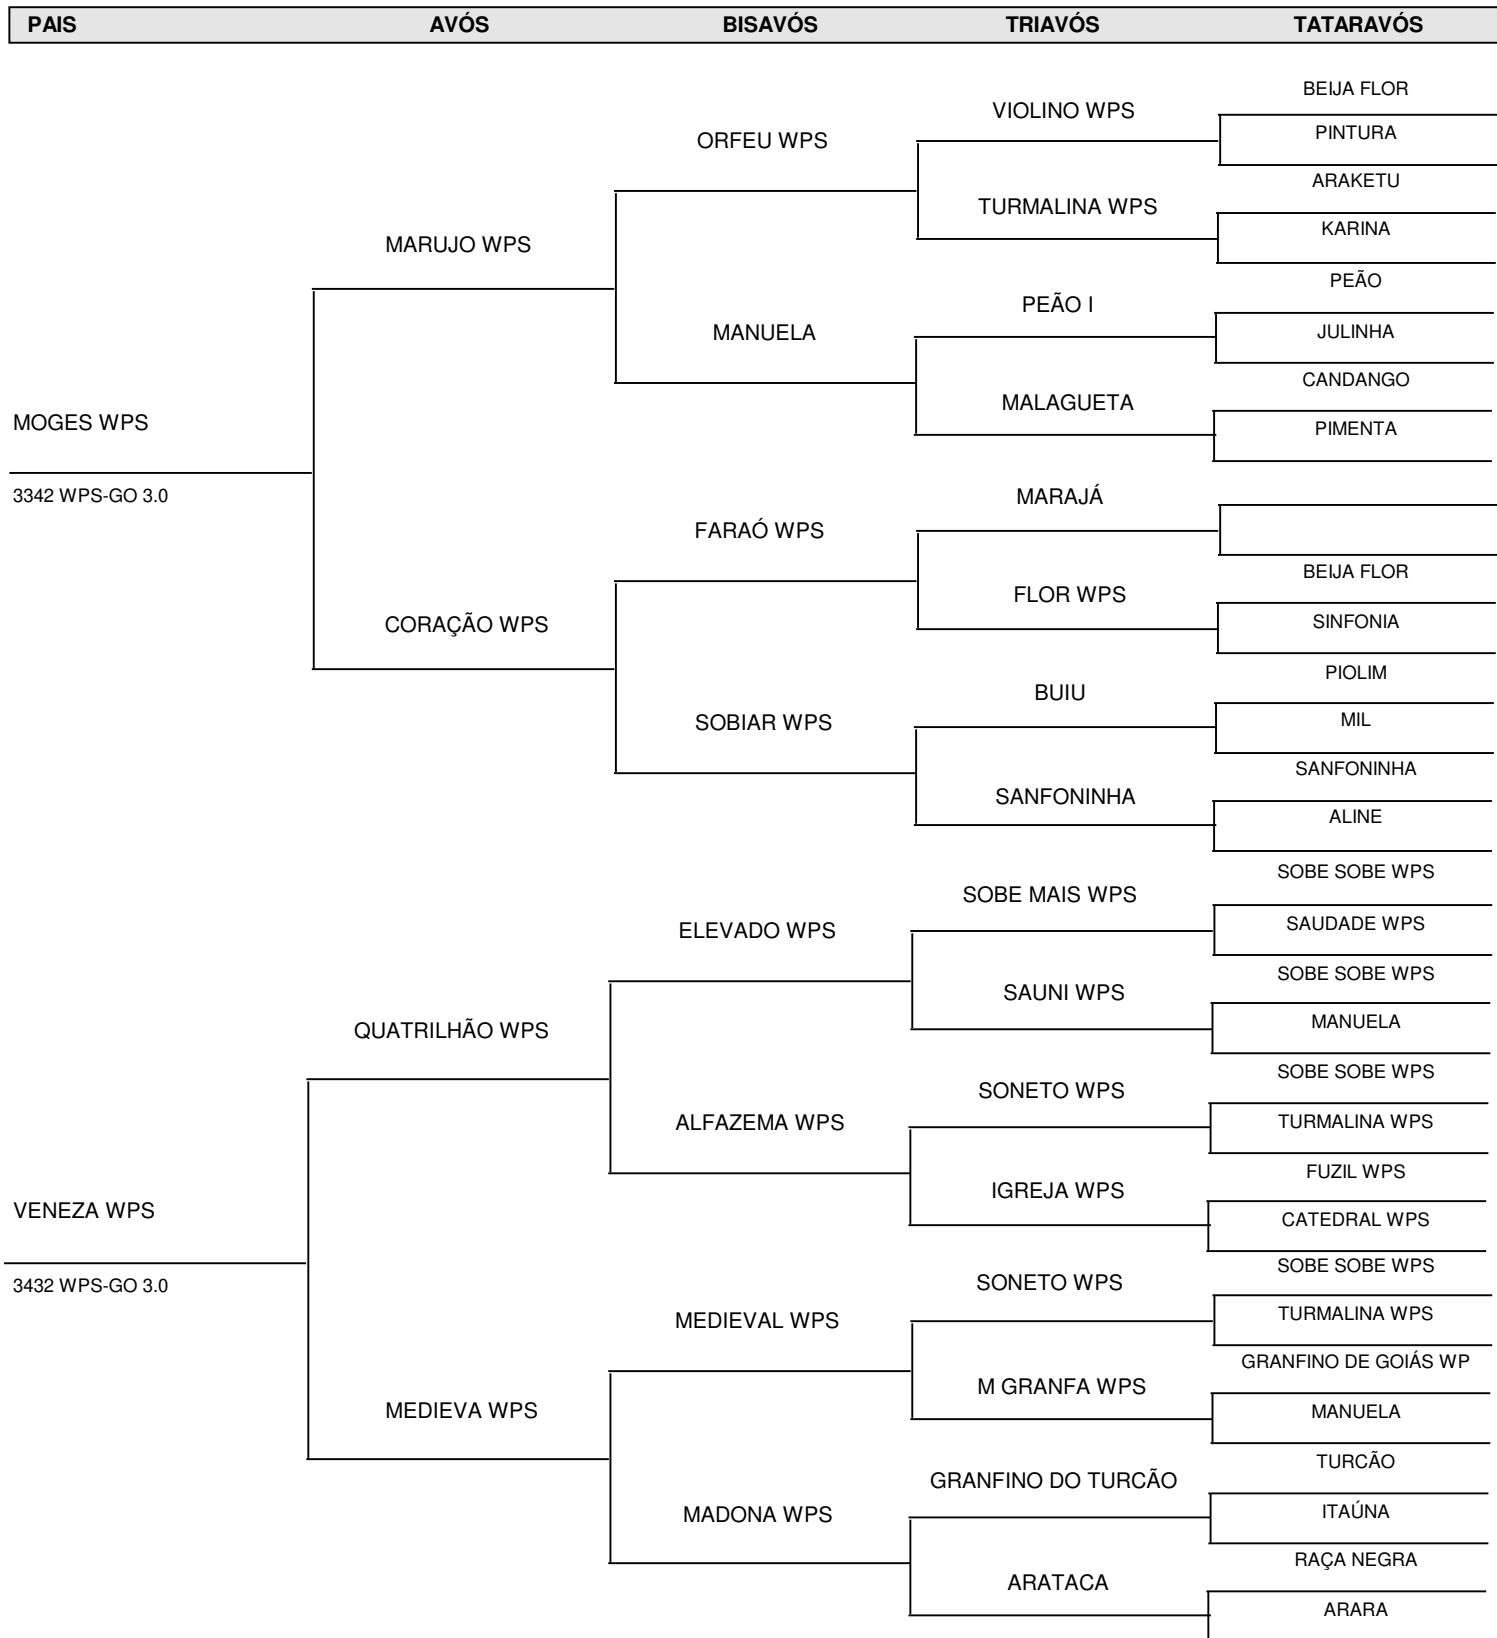 PAIS AVÓS BISAVÓS TRIAVÓS TATARAVÓS
BEIJA FLOR
VIOLINO WPS
PINTURA
ORFEU WPS
ARAKETU
TURMALINA WPS
KARINA
MARUJO WPS
PEÃO
PEÃO I
JULINHA
MANUELA
CANDANGO
MALAGUETA
PIMENTA
MOGES WPS
3342 WPS-GO 3.0
MARAJÁ
FARAÓ WPS
BEIJA FLOR
FLOR WPS
SINFONIA
CORAÇÃO WPS
PIOLIM
BUIU
MIL
SOBIAR WPS
SANFONINHA
SANFONINHA
ALINE
SOBE SOBE WPS
SOBE MAIS WPS
SAUDADE WPS
ELEVADO WPS
SOBE SOBE WPS
SAUNI WPS
MANUELA
QUATRILHÃO WPS
SOBE SOBE WPS
SONETO WPS
TURMALINA WPS
ALFAZEMA WPS
FUZIL WPS
IGREJA WPS
CATEDRAL WPS
VENEZA WPS
3432 WPS-GO 3.0
SOBE SOBE WPS
SONETO WPS
TURMALINA WPS
MEDIEVAL WPS
GRANFINO DE GOIÁS WP
M GRANFA WPS
MANUELA
MEDIEVA WPS
TURCÃO
GRANFINO DO TURCÃO
ITAÚNA
MADONA WPS
RAÇA NEGRA
ARATACA
ARARA